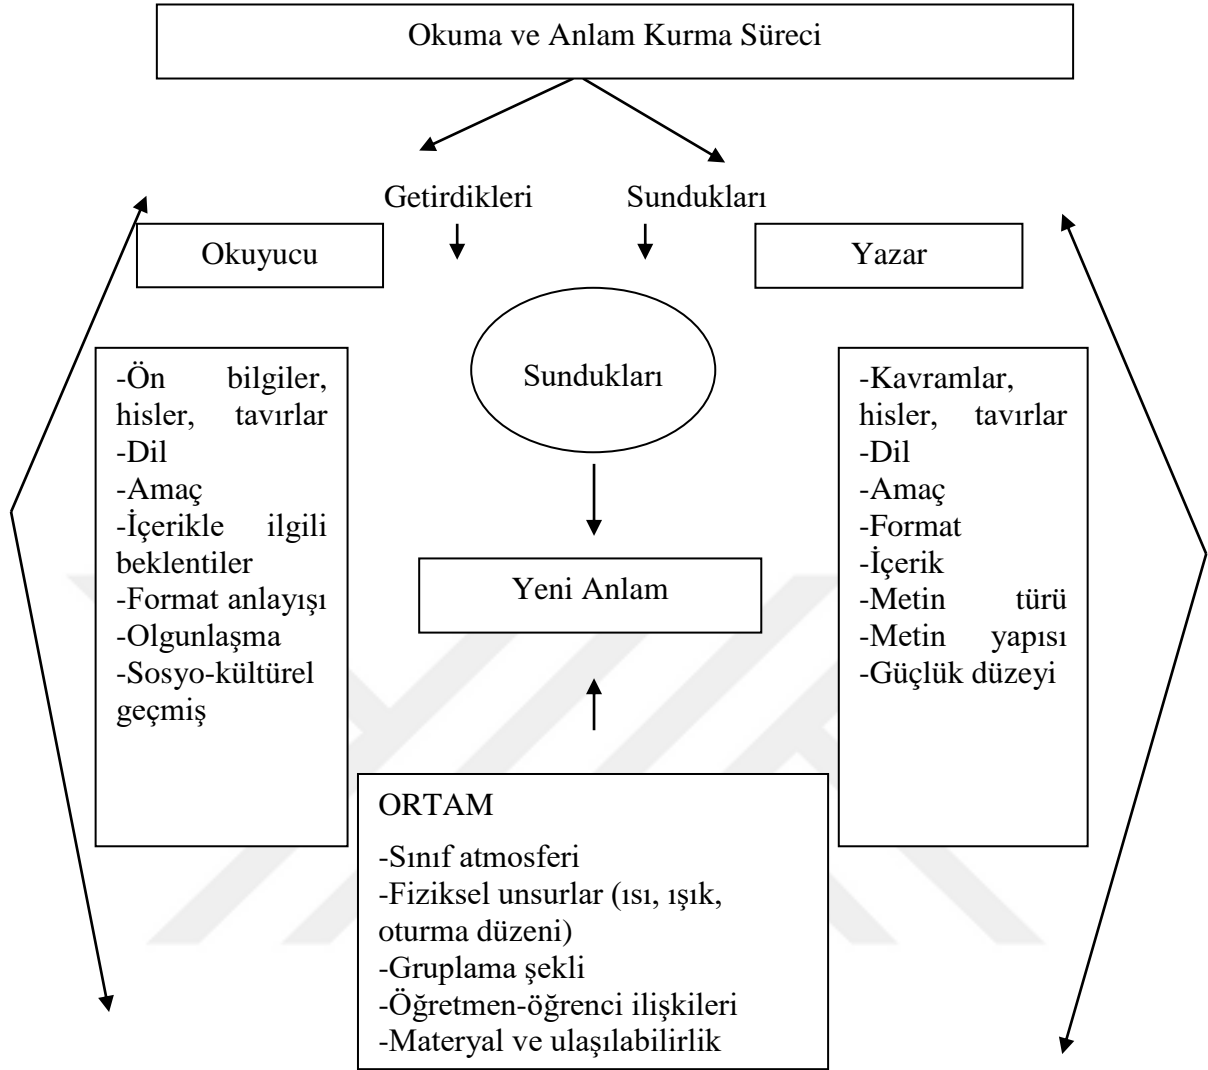 Okuma ve Anlam Kurma Süreci
Getirdikleri
Sundukları
Okuyucu
Yazar
Sundukları
-Ön bilgiler,
hisler, tavırlar
-Dil
-Amaç
-İçerikle ilgili
beklentiler
-Format anlayışı
-Olgunlaşma
-Sosyo-kültürel
geçmiş
-Kavramlar,
hisler, tavırlar
-Dil
-Amaç
-Format
-İçerik
-Metin türü
-Metin yapısı
-Güçlük düzeyi
Yeni Anlam
ORTAM
-Sınıf atmosferi
-Fiziksel unsurlar (ısı, ışık,
oturma düzeni)
-Gruplama şekli
-Öğretmen-öğrenci ilişkileri
-Materyal ve ulaşılabilirlik